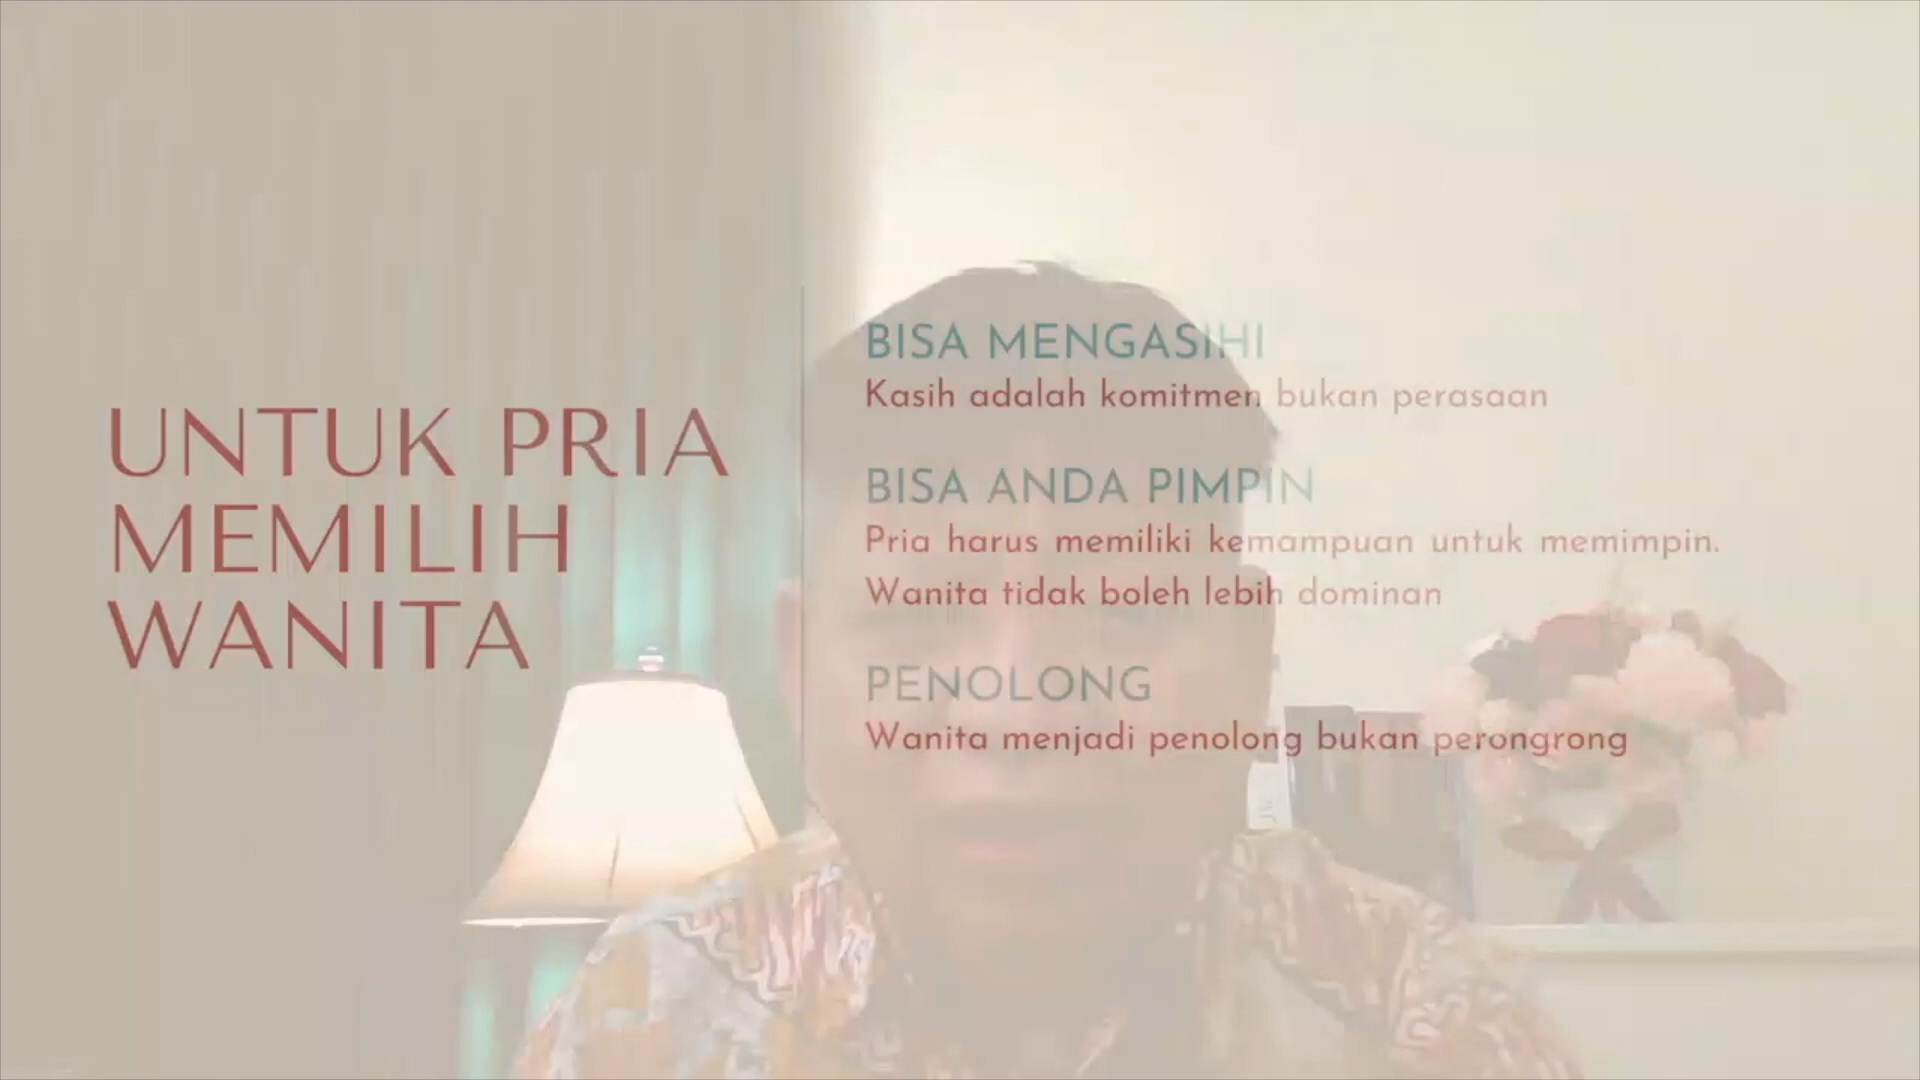 UNTUK PRIA
MEMILIH
WANITA
BISA MENGASIHI
Kasih adalah komitmen bukan perasaan
BISA ANDA PIMPIN
Pria harus memiliki kemampuan untuk memimpin.
Wanita tidak boleh lebih dominan
PENOLONG
Wanita menjadi penolong bukan perongrong